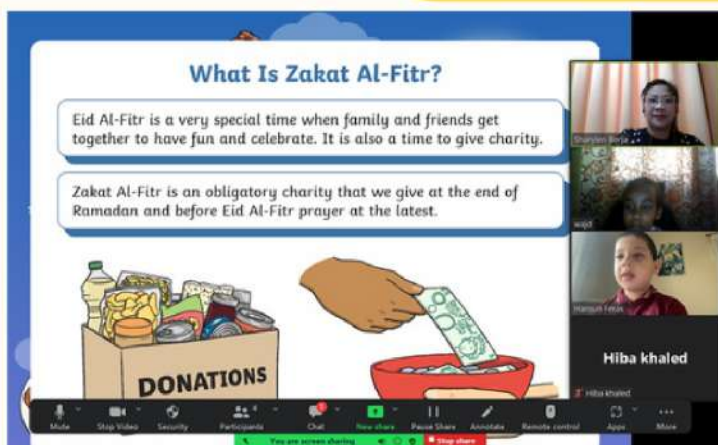 What Is Zakat Al-Fitr?
Eid Al-Fitr is a very special time when family and friends get
together to have fun and celebrate. It is also a time to give charity.
Zakat Al-Fitr is an obligatory charity that we give at the end of
Ramadan and before Eid Al-Fitr prayer at the latest.
DONATIONS
wajd
Hiba khaled
Hiba khaled
Mute
Stop Video
Security
Participants
4
Chat
New share
Pause Share
Annotate
Remote control
Apps
More
You are screen sharing
Stop share